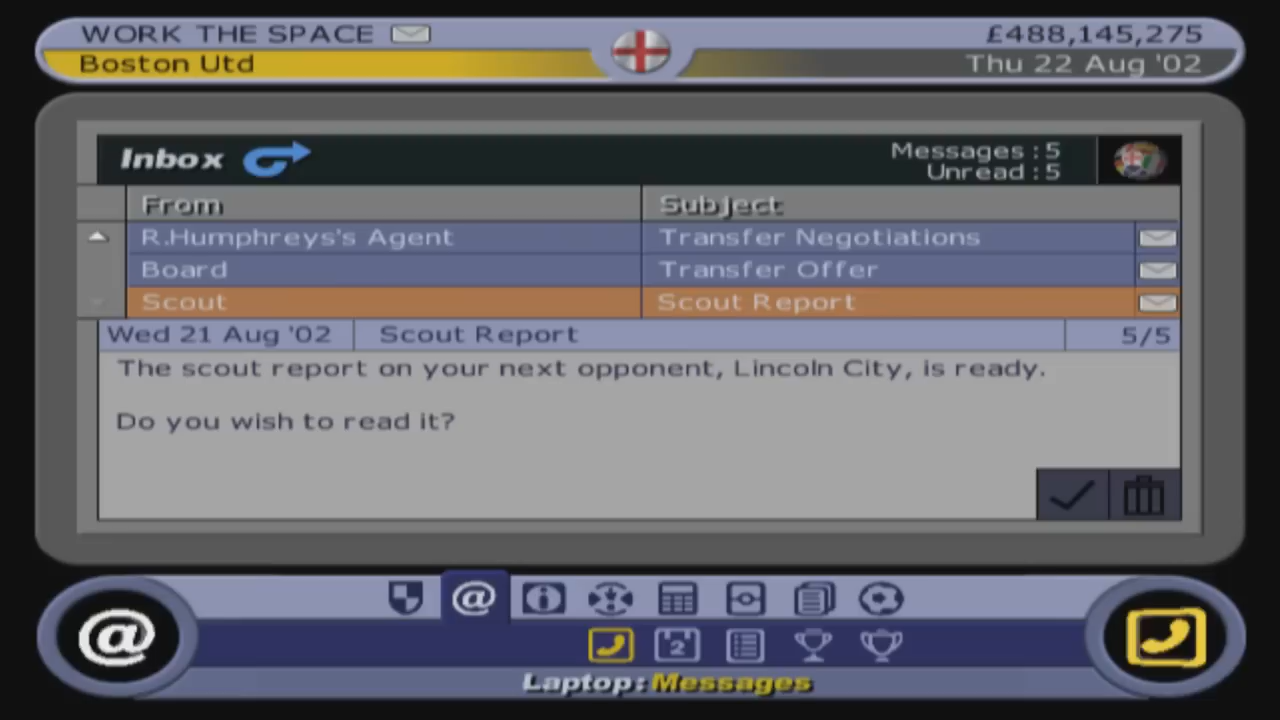 WORK THE SPACE
£488,145,275
Boston Utd
Thu 22 Aug '02
Inbox
Messages : 5
Unread : 5
From Subject
R.Humphreys's Agent Transfer Negotiations
Board Transfer Offer
Scout Scout Report
Wed 21 Aug '02 Scout Report 5/5
The scout report on your next opponent, Lincoln City, is ready.
Do you wish to read it?
@
@
2
Laptop: Messages